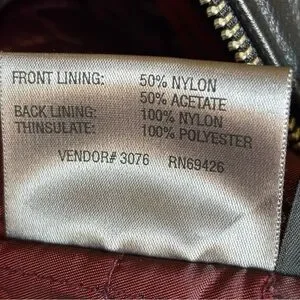 FRONT LINING: 50% NYLON
50% ACETATE
BACK LINING: 100% NYLON
THINSULATE: 100% POLYESTER
VENDOR# 3076 RN69426